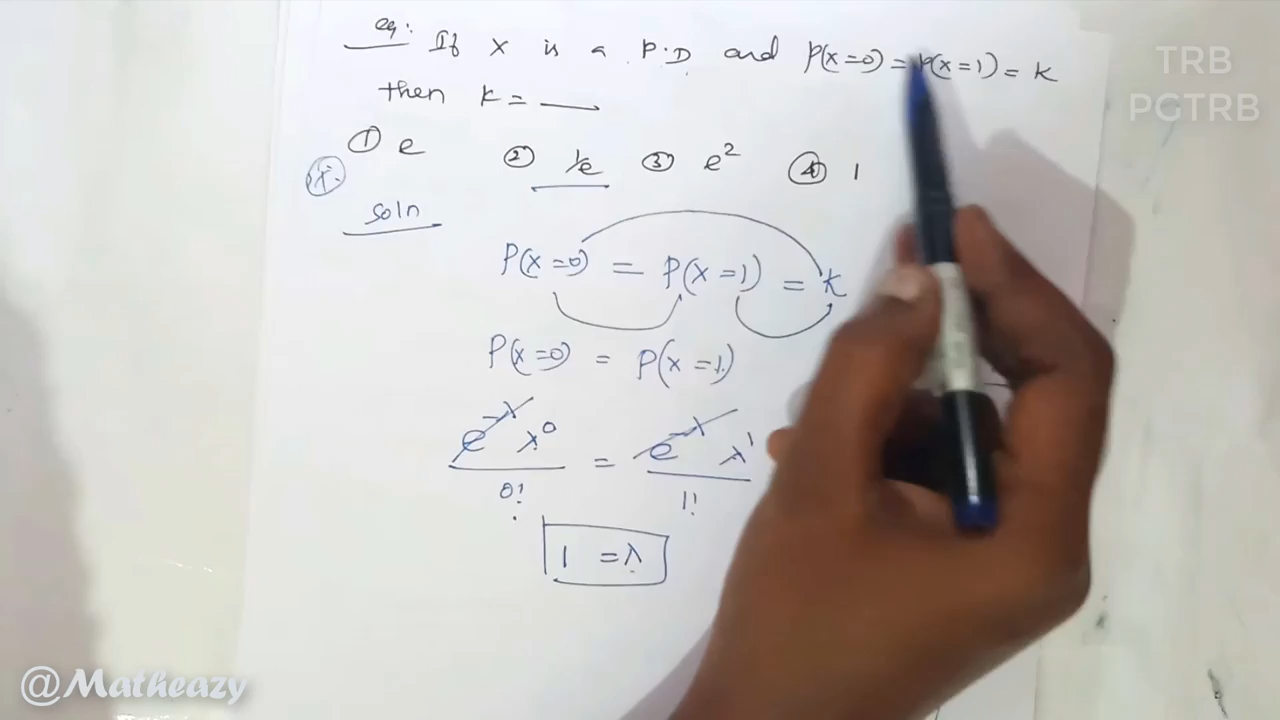 eg: If X is a P.D and P(X=0) = P(X=1) = K
then K = ___
① e ② 1/e ③ e² ④ 1
soln
P(X=0) = P(X=1) = K
P(X=0) = P(X=1)
e^-λ λ^0 / 0! = e^-λ λ^1 / 1!
1 = λ
TRB
PGTRB
@Matheazy